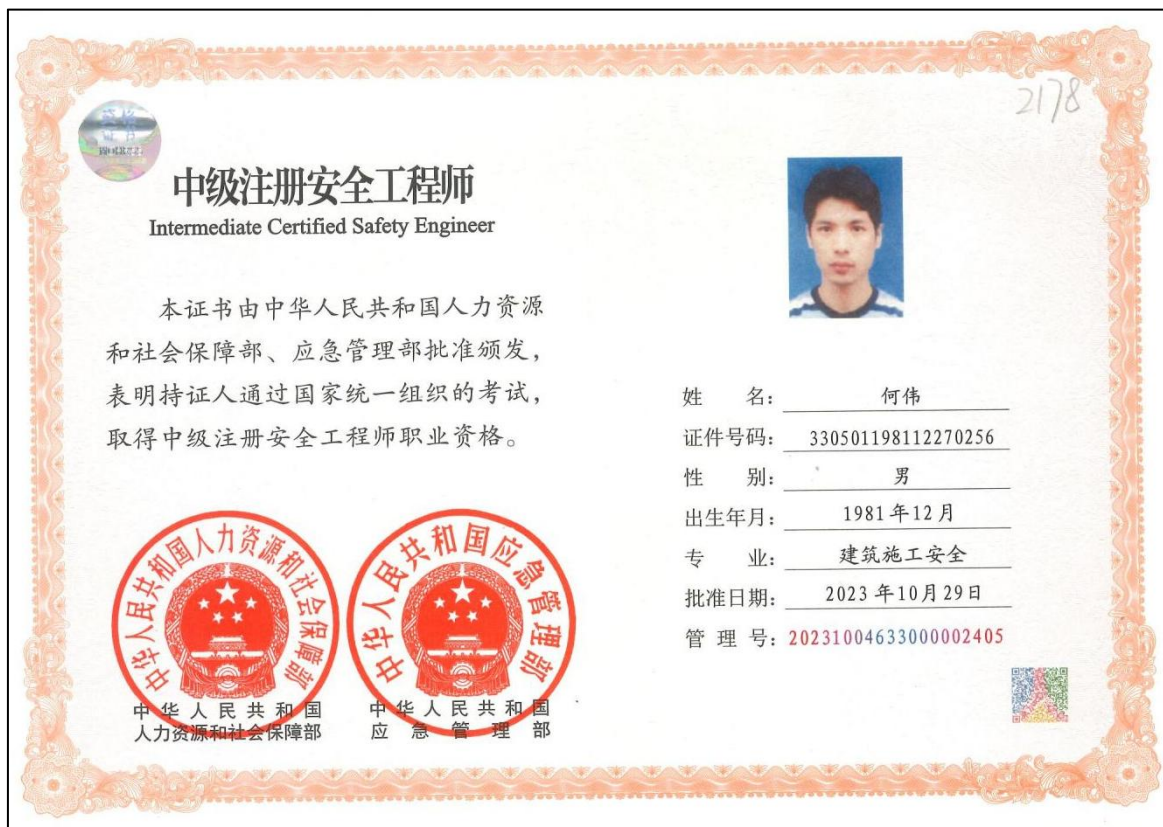 2178
中级注册安全工程师
Intermediate Certified Safety Engineer
本证书由中华人民共和国人力资源
和社会保障部、应急管理部批准颁发，
表明持证人通过国家统一组织的考试，
取得中级注册安全工程师职业资格。
中华人民共和国人力资源和社会保障部
中华人民共和国应急管理部
中华人民共和国
人力资源和社会保障部
中华人民共和国
应急管理部
姓名：何伟
证件号码：330501198112270256
性别：男
出生年月：1981年12月
专业：建筑施工安全
批准日期：2023年10月29日
管理号：20231004633000002405